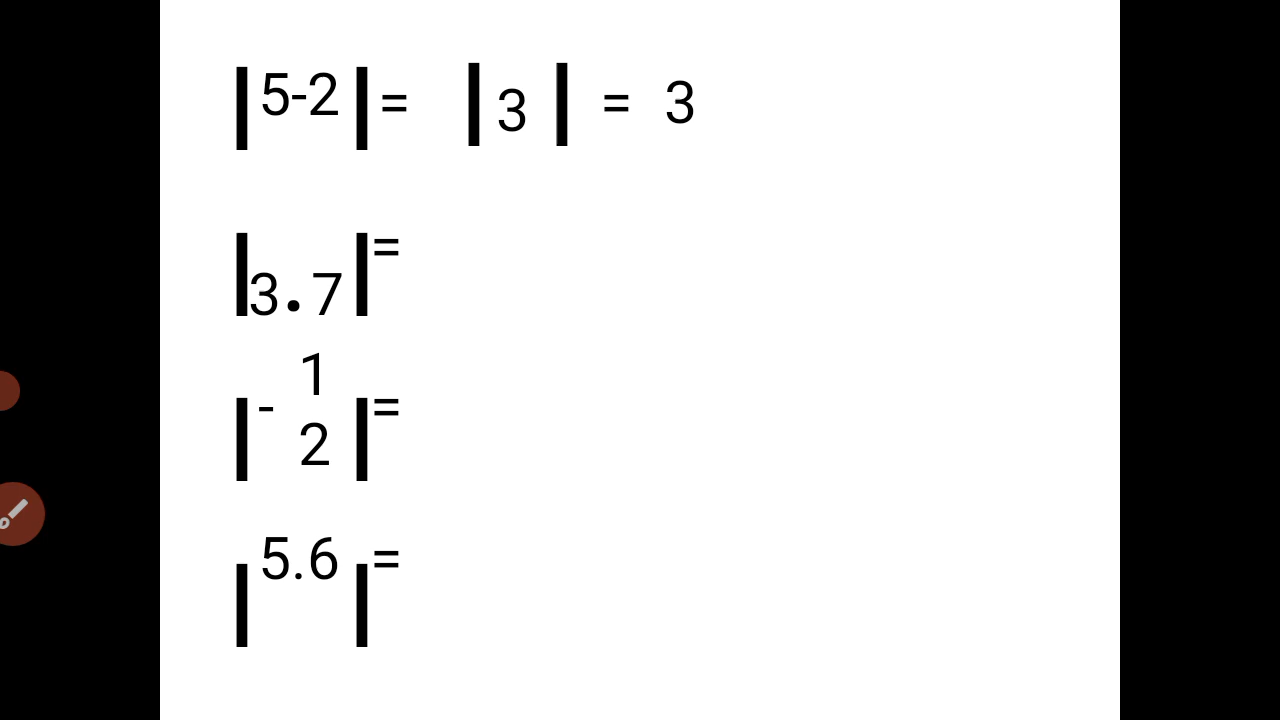 |5-2|= |3| = 3
|3.7|=
|- 1
2|=
|5.6|=